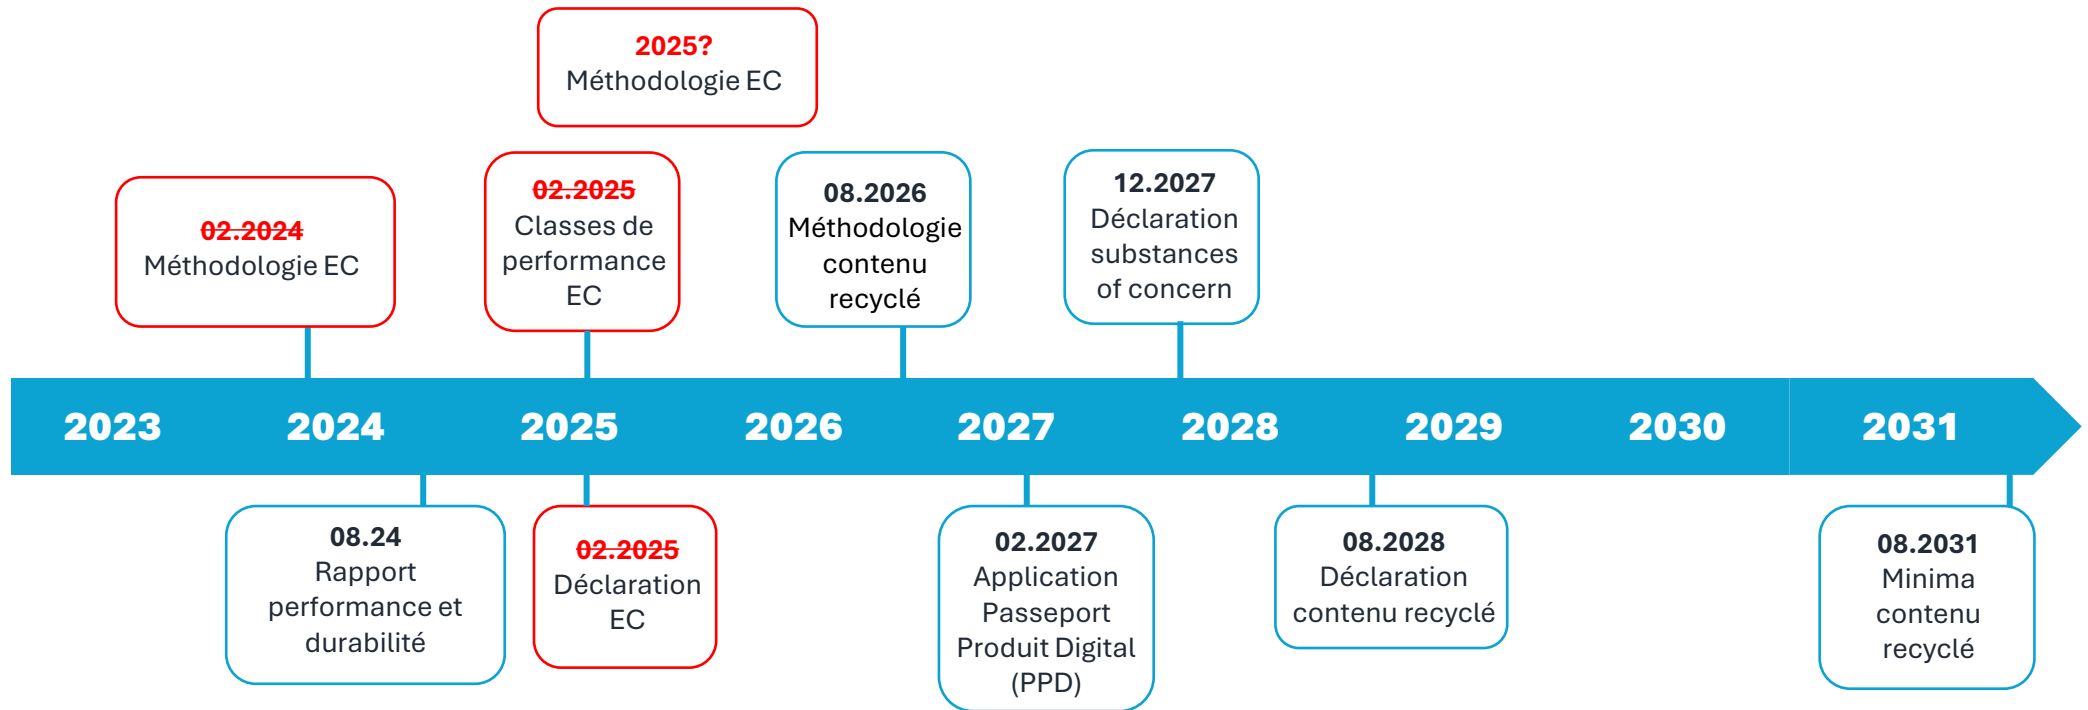 2025?
Méthodologie EC
02.2024
Méthodologie EC
02.2025
Classes de
performance
EC
08.2026
Méthodologie
contenu
recyclé
12.2027
Déclaration
substances
of concern
2023
2024
2025
2026
2027
2028
2029
2030
2031
08.24
Rapport
performance et
durabilité
02.2025
Déclaration
EC
02.2027
Application
Passeport
Produit Digital
(PPD)
08.2028
Déclaration
contenu recyclé
08.2031
Minima
contenu
recyclé